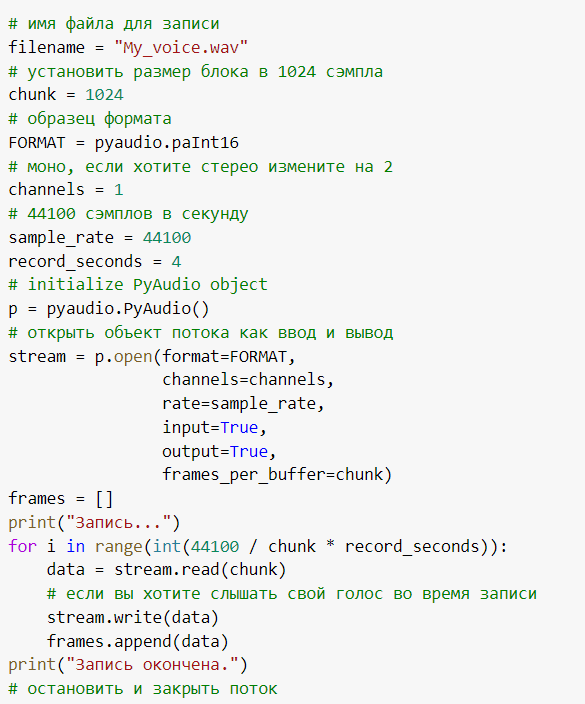 # имя файла для записи
filename = "My_voice.wav"
# установить размер блока в 1024 сэмпла
chunk = 1024
# образец формата
FORMAT = pyaudio.paInt16
# моно, если хотите стерео измените на 2
channels = 1
# 44100 сэмплов в секунду
sample_rate = 44100
record_seconds = 4
# initialize PyAudio object
p = pyaudio.PyAudio()
# открыть объект потока как ввод и вывод
stream = p.open(format=FORMAT,
                channels=channels,
                rate=sample_rate,
                input=True,
                output=True,
                frames_per_buffer=chunk)
frames = []
print("Запись...")
for i in range(int(44100 / chunk * record_seconds)):
    data = stream.read(chunk)
    # если вы хотите слышать свой голос во время записи
    stream.write(data)
    frames.append(data)
print("Запись окончена.")
# остановить и закрыть поток